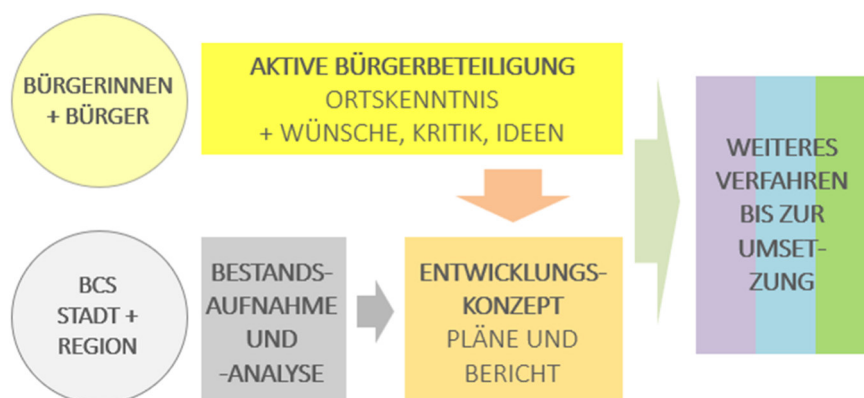 BÜRGERINNEN
+ BÜRGER
AKTIVE BÜRGERBETEILIGUNG
ORTSKENNTNIS
+ WÜNSCHE, KRITIK, IDEEN
WEITERES
VERFAHREN
BIS ZUR
UMSET-
ZUNG
BCS
STADT +
REGION
BESTANDS-
AUFNAHME
UND
-ANALYSE
ENTWICKLUNGS-
KONZEPT
PLÄNE UND
BERICHT